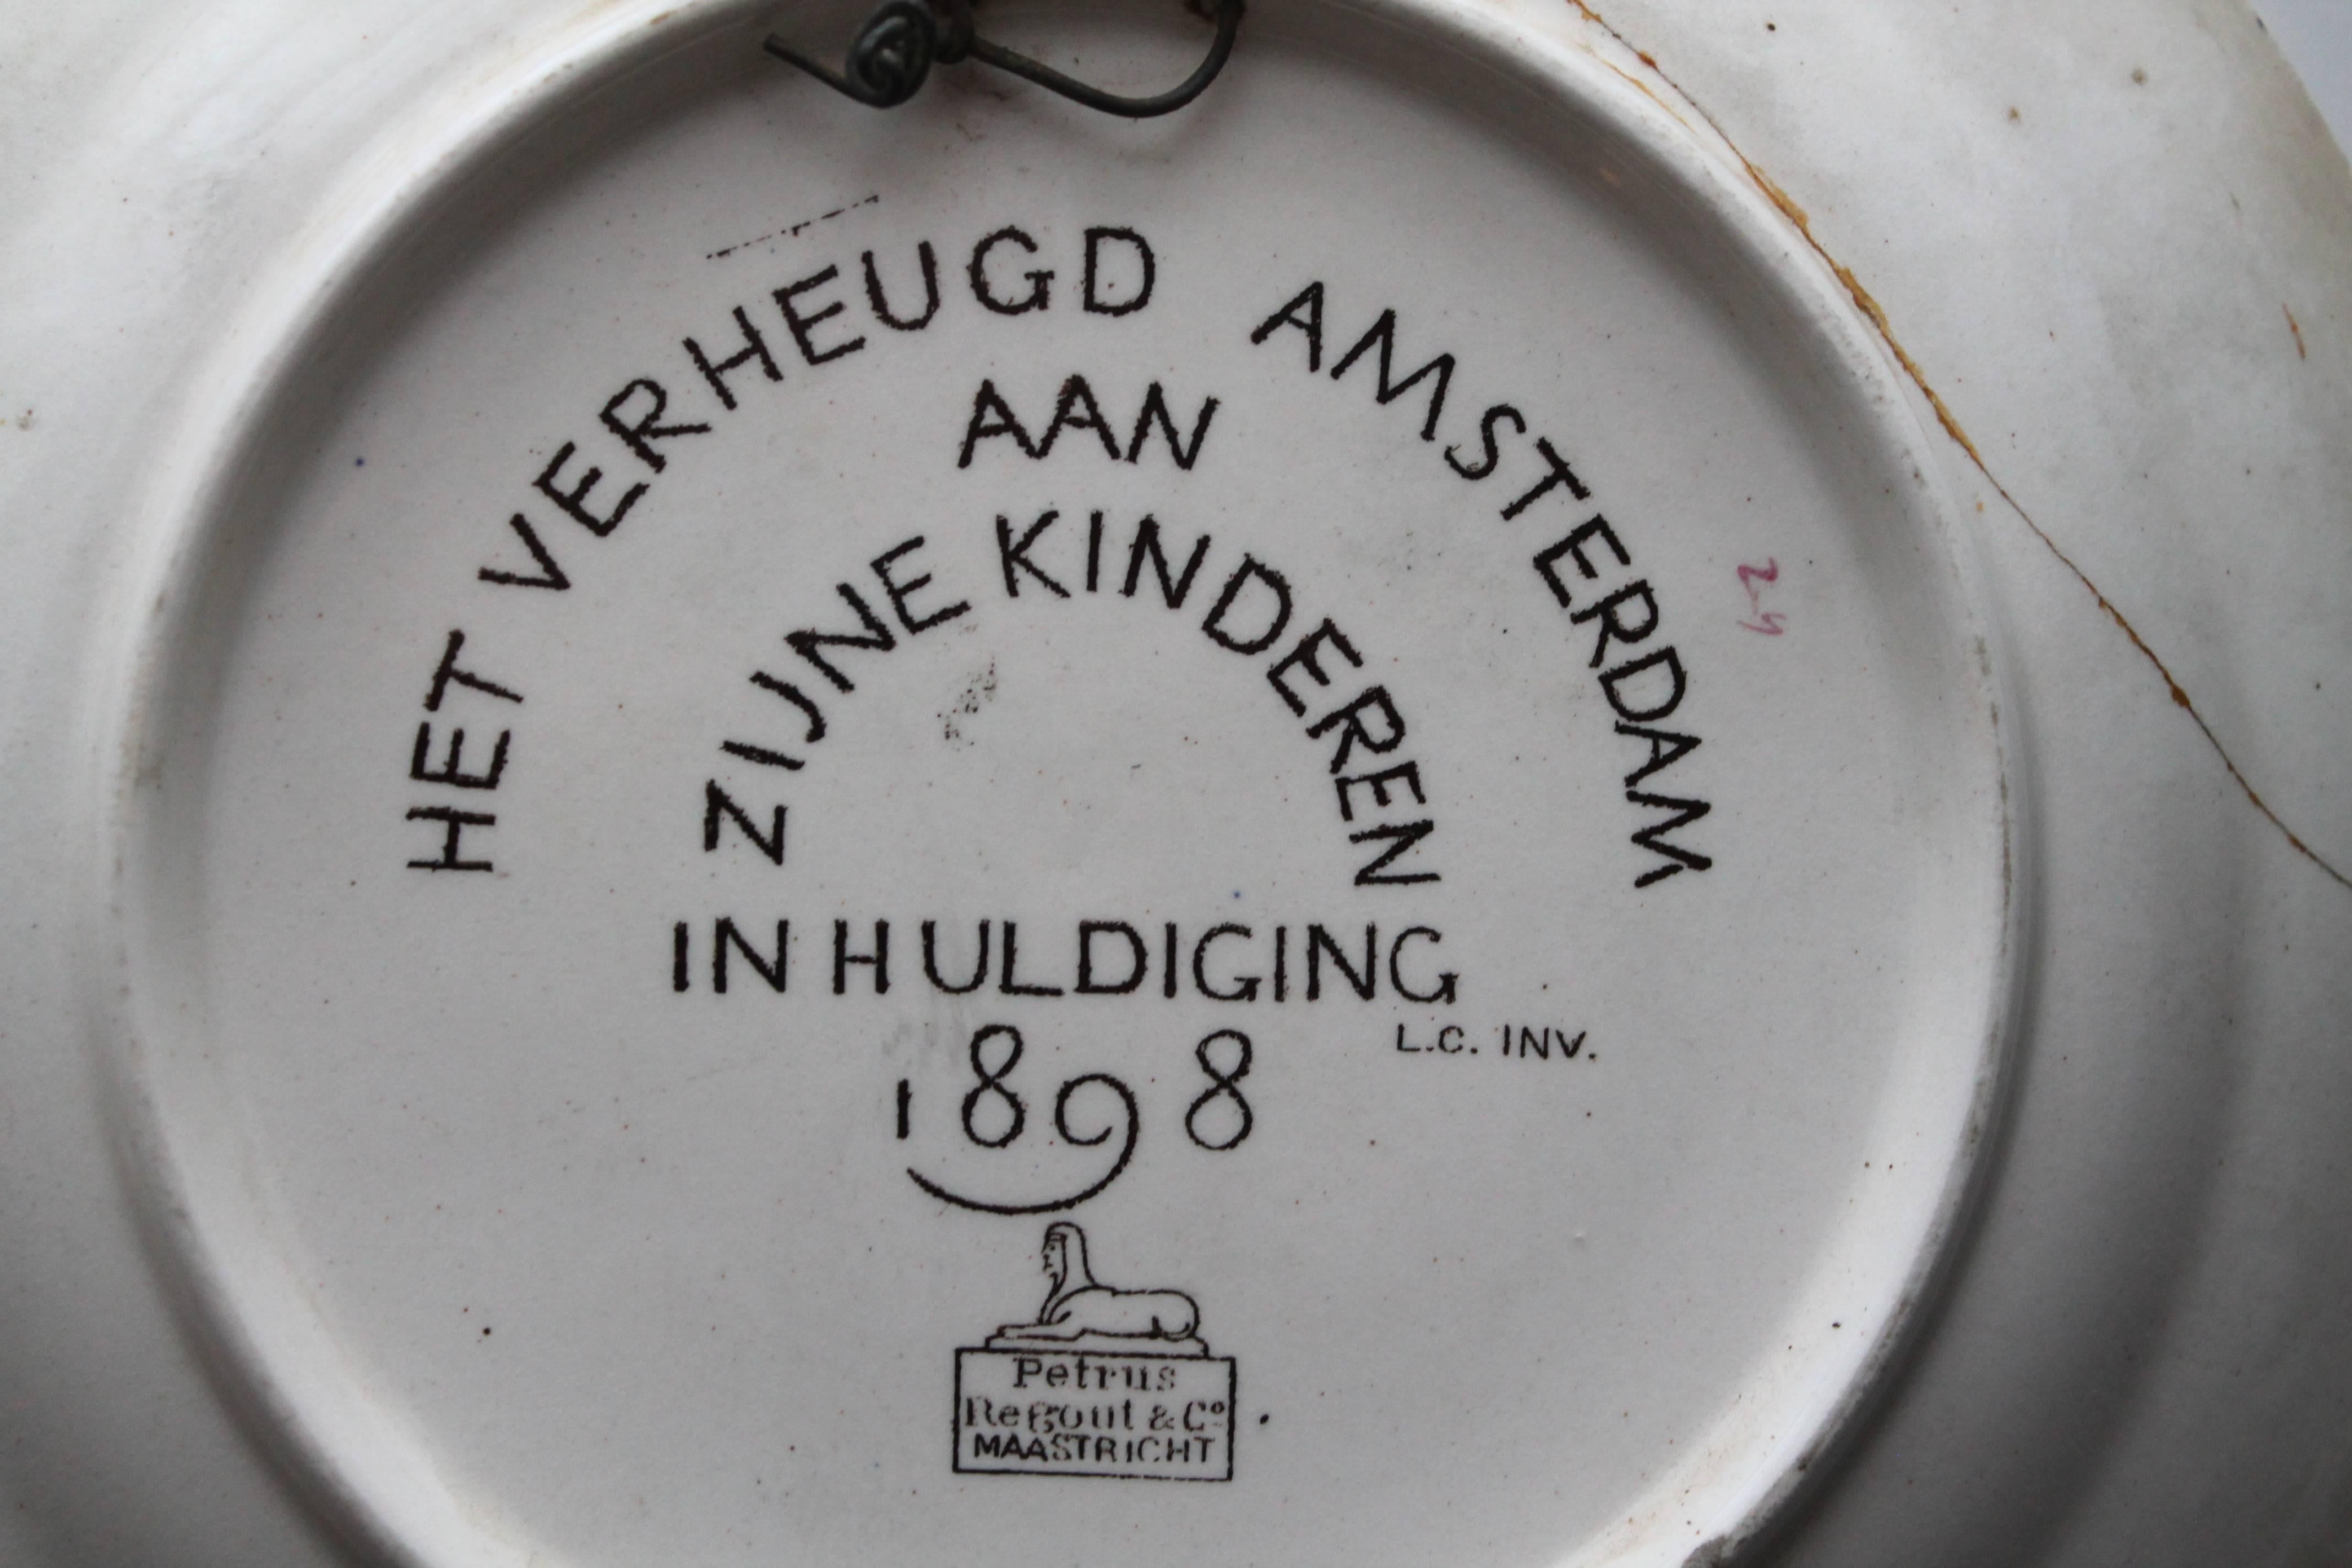 HET VERHEUGD AMSTERDAM
AAN
ZIJNE KINDEREN
IN HULDIGING
L.C. INV.
1898
Petrus
Regout & Cº
MAASTRICHT